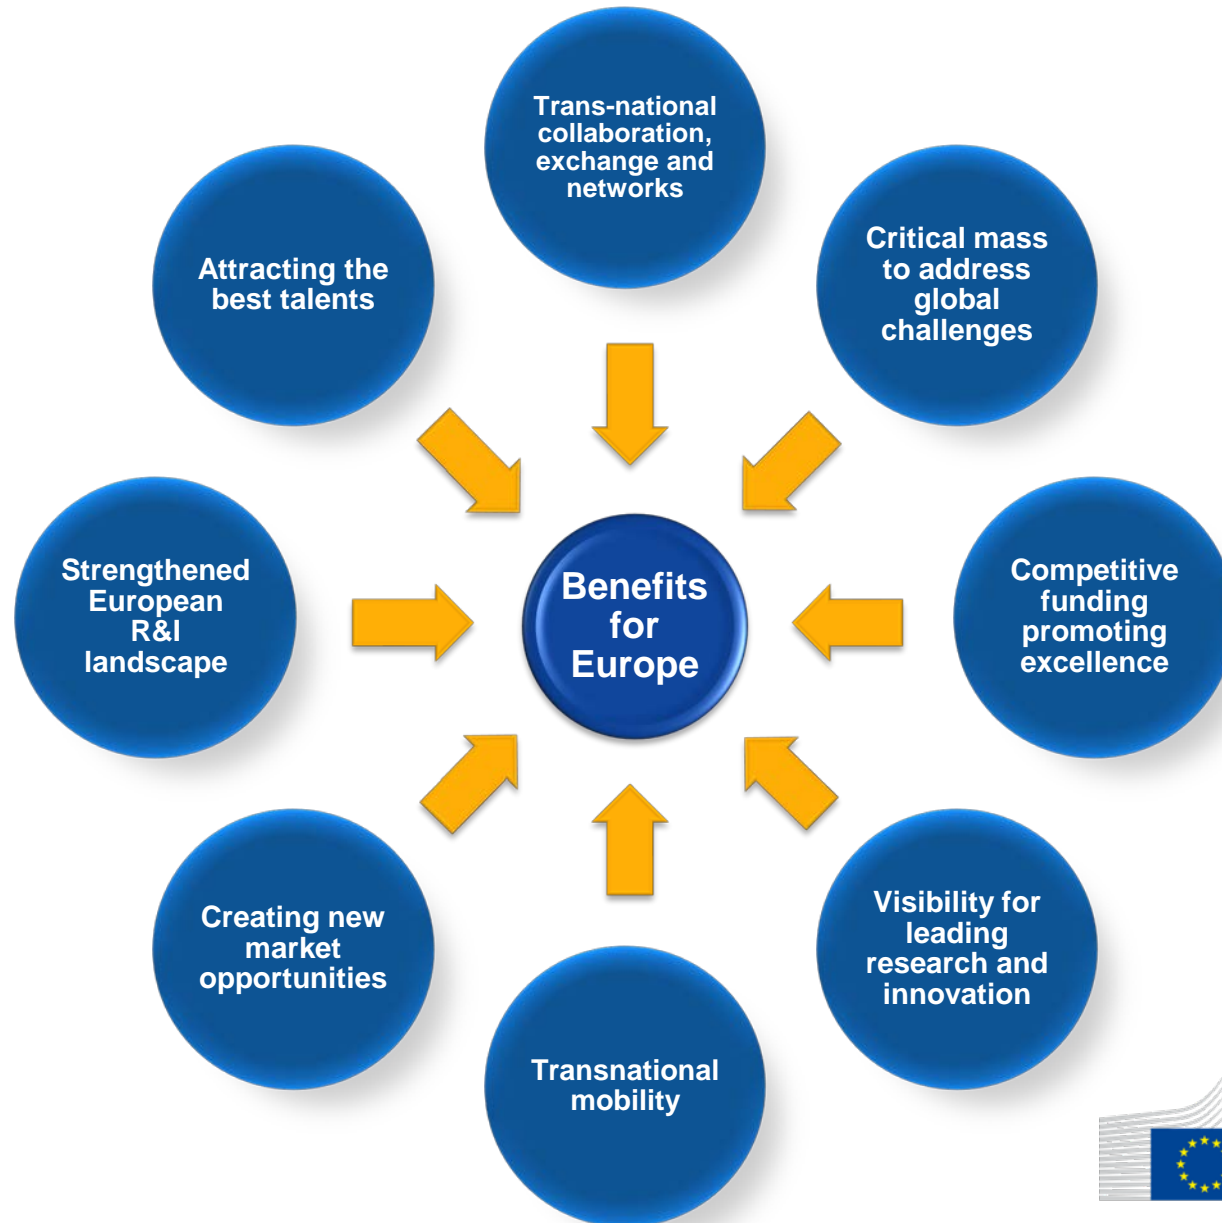 Trans-national
collaboration,
exchange and
networks
Critical mass
to address
global
challenges
Competitive
funding
promoting
excellence
Visibility for
leading
research and
innovation
Transnational
mobility
Creating new
market
opportunities
Strengthened
European
R&I
landscape
Attracting the
best talents
Benefits
for
Europe